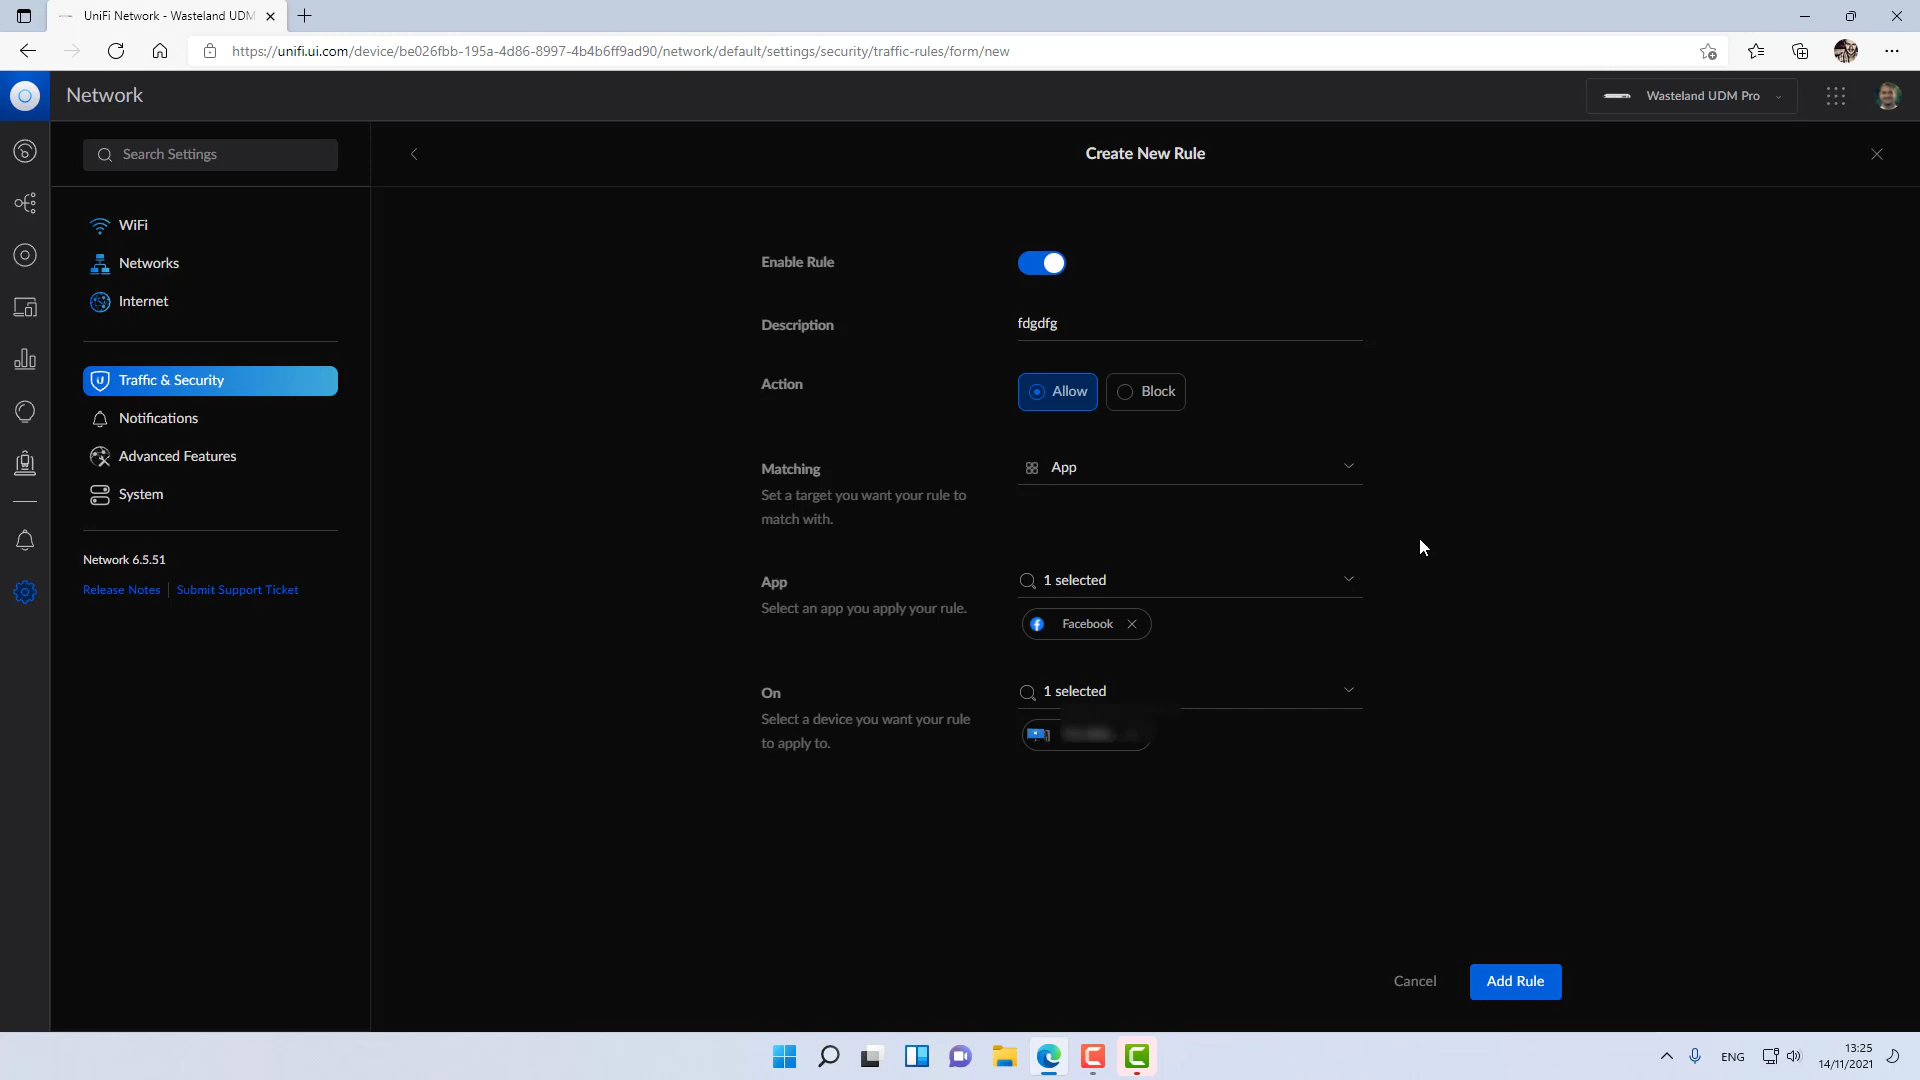 UniFi Network - Wasteland UDM
https://unifi.ui.com/device/be026fbb-195a-4d86-8997-4b4b6ff9ad90/network/default/settings/security/traffic-rules/form/new
Network
Wasteland UDM Pro
Search Settings
Create New Rule
WiFi
Networks
Internet
Traffic & Security
Notifications
Advanced Features
System
Network 6.5.51
Release Notes
Submit Support Ticket
Enable Rule
Description
fdgdfg
Action
Allow
Block
Matching
App
Set a target you want your rule to
match with.
App
1 selected
Select an app you apply your rule.
Facebook
On
1 selected
Select a device you want your rule
to apply to.
Cancel
Add Rule
ENG
13:25
14/11/2021